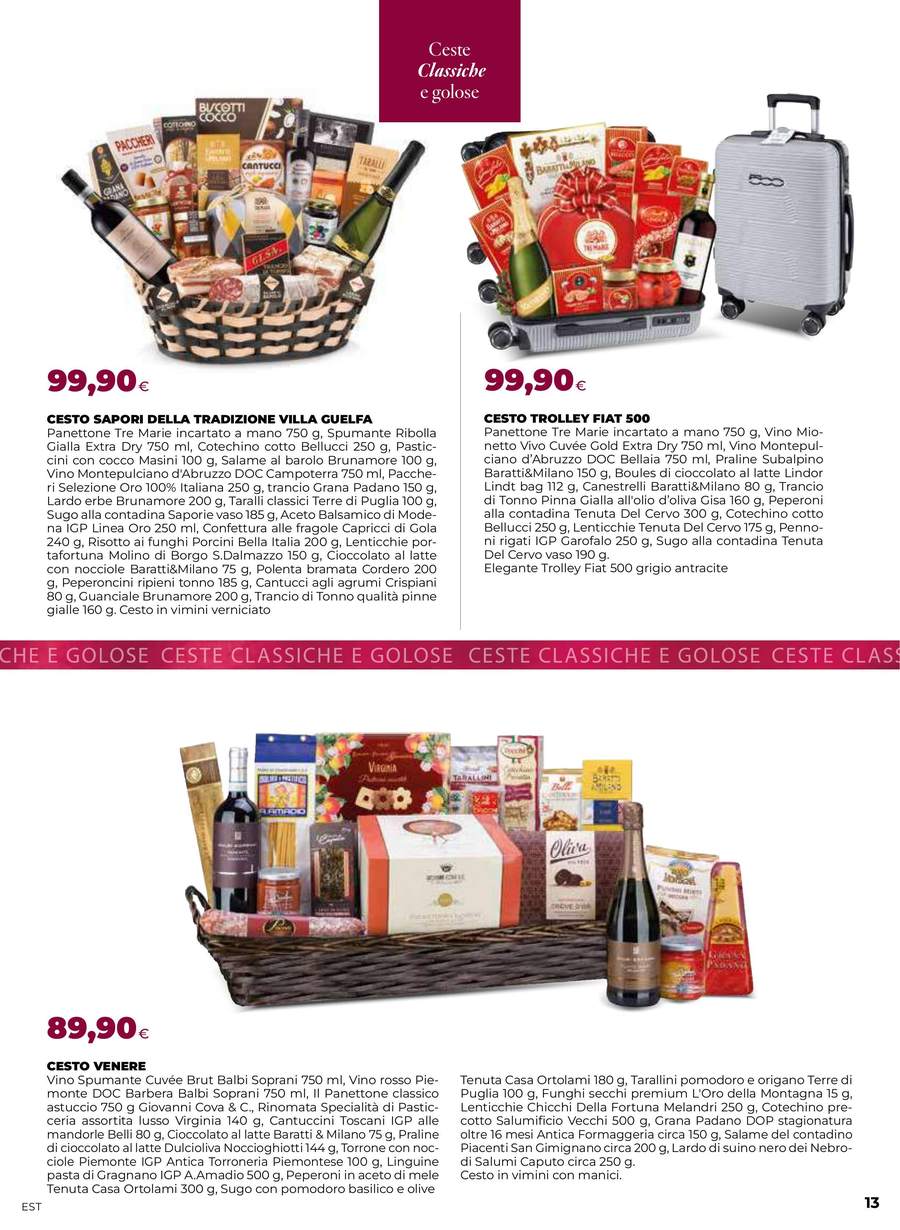 Ceste
Classiche
e golose
BISCOTTI
COCCO
PACCHERI
COTECHINO
CANTUCCI
TARALLI
BARATTI & MILANO
TRE MARIE
99,90€
CESTO SAPORI DELLA TRADIZIONE VILLA GUELFA
Panettone Tre Marie incartato a mano 750 g, Spumante Ribolla
Gialla Extra Dry 750 ml, Cotechino cotto Bellucci 250 g, Pastic-
cini con cocco Masini 100 g, Salame al barolo Brunamore 100 g,
Vino Montepulciano d'Abruzzo DOC Campoterra 750 ml, Pacche-
ri Selezione Oro 100% Italiana 250 g, trancio Grana Padano 150 g,
Lardo erbe Brunamore 200 g, Taralli classici Terre di Puglia 100 g,
Sugo alla contadina Saporie vaso 185 g, Aceto Balsamico di Mode-
na IGP Linea Oro 250 ml, Confettura alle fragole Capricci di Gola
240 g, Risotto ai funghi Porcini Bella Italia 200 g, Lenticchie por-
tafortuna Molino di Borgo S.Dalmazzo 150 g, Cioccolato al latte
con nocciole Baratti&Milano 75 g, Polenta bramata Cordero 200
g, Peperoncini ripieni tonno 185 g, Cantucci agli agrumi Crispiani
80 g, Guanciale Brunamore 200 g, Trancio di Tonno qualità pinne
gialle 160 g. Cesto in vimini verniciato
99,90€
CESTO TROLLEY FIAT 500
Panettone Tre Marie incartato a mano 750 g, Vino Mio-
netto Vivo Cuvée Gold Extra Dry 750 ml, Vino Montepul-
ciano d'Abruzzo DOC Bellaia 750 ml, Praline Subalpino
Baratti&Milano 150 g, Boules di cioccolato al latte Lindor
Lindt bag 112 g, Canestrelli Baratti&Milano 80 g, Trancio
di Tonno Pinna Gialla all'olio d'oliva Gisa 160 g, Peperoni
alla contadina Tenuta Del Cervo 300 g, Cotechino cotto
Bellucci 250 g, Lenticchie Tenuta Del Cervo 175 g, Penno-
ni rigati IGP Garofalo 250 g, Sugo alla contadina Tenuta
Del Cervo vaso 190 g.
Elegante Trolley Fiat 500 grigio antracite
CHE E GOLOSE CESTE CLASSICHE E GOLOSE CESTE CLASSICHE E GOLOSE CESTE CLASS
VIRGINIA
TARALLINI
A.AMADIO
BARATTI
&MILANO
Oliva
GRANA
PADANO
89,90€
CESTO VENERE
Vino Spumante Cuvée Brut Balbi Soprani 750 ml, Vino rosso Pie-
monte DOC Barbera Balbi Soprani 750 ml, Il Panettone classico
astuccio 750 g Giovanni Cova & C., Rinomata Specialità di Pastic-
ceria assortita lusso Virginia 140 g, Cantuccini Toscani IGP alle
mandorle Belli 80 g, Cioccolato al latte Baratti & Milano 75 g, Praline
di cioccolato al latte Dulcioliva Noccioghiotti 144 g, Torrone con noc-
ciole Piemonte IGP Antica Torroneria Piemontese 100 g, Linguine
pasta di Gragnano IGP A.Amadio 500 g, Peperoni in aceto di mele
Tenuta Casa Ortolami 300 g, Sugo con pomodoro basilico e olive
Tenuta Casa Ortolami 180 g, Tarallini pomodoro e origano Terre di
Puglia 100 g, Funghi secchi premium L'Oro della Montagna 15 g,
Lenticchie Chicchi Della Fortuna Melandri 250 g, Cotechino pre-
cotto Salumificio Vecchi 500 g, Grana Padano DOP stagionatura
oltre 16 mesi Antica Formaggeria circa 150 g, Salame del contadino
Piacenti San Gimignano circa 200 g, Lardo di suino nero dei Nebro-
di Salumi Caputo circa 250 g.
Cesto in vimini con manici.
EST
13